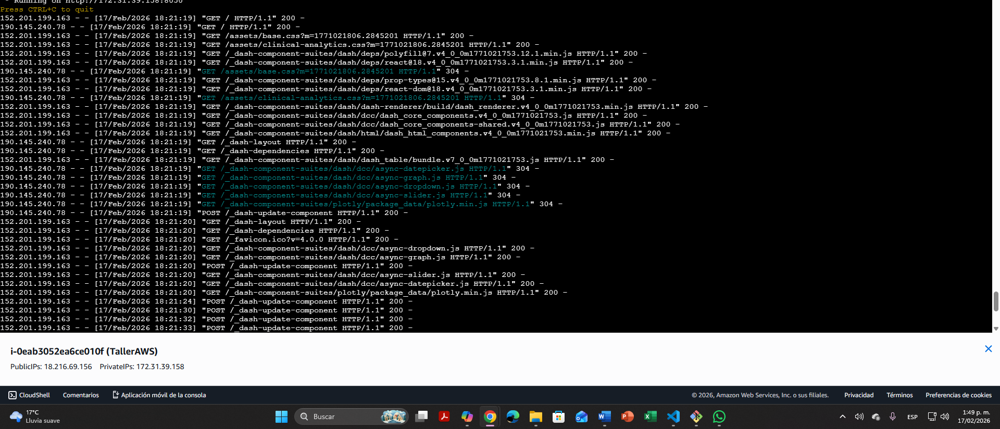 * Running on http://172.31.39.158:8050
Press CTRL+C to quit
152.201.199.163 - - [17/Feb/2026 18:21:19] "GET / HTTP/1.1" 200 -
190.145.240.78 - - [17/Feb/2026 18:21:19] "GET / HTTP/1.1" 200 -
152.201.199.163 - - [17/Feb/2026 18:21:19] "GET /assets/base.css?m=1771021806.2845201 HTTP/1.1" 200 -
152.201.199.163 - - [17/Feb/2026 18:21:19] "GET /assets/clinical-analytics.css?m=1771021806.2845201 HTTP/1.1" 200 -
152.201.199.163 - - [17/Feb/2026 18:21:19] "GET /_dash-component-suites/dash/deps/polyfill@7.v4_0_0m1771021753.12.1.min.js HTTP/1.1" 200 -
152.201.199.163 - - [17/Feb/2026 18:21:19] "GET /_dash-component-suites/dash/deps/react@18.v4_0_0m1771021753.3.1.min.js HTTP/1.1" 200 -
190.145.240.78 - - [17/Feb/2026 18:21:19] "GET /assets/base.css?m=1771021806.2845201 HTTP/1.1" 304 -
152.201.199.163 - - [17/Feb/2026 18:21:19] "GET /_dash-component-suites/dash/deps/prop-types@15.v4_0_0m1771021753.8.1.min.js HTTP/1.1" 200 -
152.201.199.163 - - [17/Feb/2026 18:21:19] "GET /_dash-component-suites/dash/deps/react-dom@18.v4_0_0m1771021753.3.1.min.js HTTP/1.1" 200 -
190.145.240.78 - - [17/Feb/2026 18:21:19] "GET /assets/clinical-analytics.css?m=1771021806.2845201 HTTP/1.1" 304 -
152.201.199.163 - - [17/Feb/2026 18:21:19] "GET /_dash-component-suites/dash/dash-renderer/build/dash_renderer.v4_0_0m1771021753.min.js HTTP/1.1" 200 -
152.201.199.163 - - [17/Feb/2026 18:21:19] "GET /_dash-component-suites/dash/dcc/dash_core_components.v4_0_0m1771021753.js HTTP/1.1" 200 -
152.201.199.163 - - [17/Feb/2026 18:21:19] "GET /_dash-component-suites/dash/dcc/dash_core_components-shared.v4_0_0m1771021753.js HTTP/1.1" 200 -
152.201.199.163 - - [17/Feb/2026 18:21:19] "GET /_dash-component-suites/dash/html/dash_html_components.v4_0_0m1771021753.min.js HTTP/1.1" 200 -
190.145.240.78 - - [17/Feb/2026 18:21:19] "GET /_dash-layout HTTP/1.1" 200 -
190.145.240.78 - - [17/Feb/2026 18:21:19] "GET /_dash-dependencies HTTP/1.1" 200 -
152.201.199.163 - - [17/Feb/2026 18:21:19] "GET /_dash-component-suites/dash/dash_table/bundle.v7_0_0m1771021753.js HTTP/1.1" 200 -
190.145.240.78 - - [17/Feb/2026 18:21:19] "GET /_dash-component-suites/dash/dcc/async-datepicker.js HTTP/1.1" 304 -
190.145.240.78 - - [17/Feb/2026 18:21:19] "GET /_dash-component-suites/dash/dcc/async-graph.js HTTP/1.1" 304 -
190.145.240.78 - - [17/Feb/2026 18:21:19] "GET /_dash-component-suites/dash/dcc/async-dropdown.js HTTP/1.1" 304 -
190.145.240.78 - - [17/Feb/2026 18:21:19] "GET /_dash-component-suites/dash/dcc/async-slider.js HTTP/1.1" 304 -
190.145.240.78 - - [17/Feb/2026 18:21:19] "GET /_dash-component-suites/plotly/package_data/plotly.min.js HTTP/1.1" 304 -
190.145.240.78 - - [17/Feb/2026 18:21:19] "POST /_dash-update-component HTTP/1.1" 200 -
152.201.199.163 - - [17/Feb/2026 18:21:20] "GET /_dash-layout HTTP/1.1" 200 -
152.201.199.163 - - [17/Feb/2026 18:21:20] "GET /_dash-dependencies HTTP/1.1" 200 -
152.201.199.163 - - [17/Feb/2026 18:21:20] "GET /_favicon.ico?v=4.0.0 HTTP/1.1" 200 -
152.201.199.163 - - [17/Feb/2026 18:21:20] "GET /_dash-component-suites/dash/dcc/async-dropdown.js HTTP/1.1" 200 -
152.201.199.163 - - [17/Feb/2026 18:21:20] "GET /_dash-component-suites/dash/dcc/async-graph.js HTTP/1.1" 200 -
152.201.199.163 - - [17/Feb/2026 18:21:20] "POST /_dash-update-component HTTP/1.1" 200 -
152.201.199.163 - - [17/Feb/2026 18:21:20] "GET /_dash-component-suites/dash/dcc/async-slider.js HTTP/1.1" 200 -
152.201.199.163 - - [17/Feb/2026 18:21:20] "GET /_dash-component-suites/dash/dcc/async-datepicker.js HTTP/1.1" 200 -
152.201.199.163 - - [17/Feb/2026 18:21:20] "GET /_dash-component-suites/plotly/package_data/plotly.min.js HTTP/1.1" 200 -
152.201.199.163 - - [17/Feb/2026 18:21:24] "POST /_dash-update-component HTTP/1.1" 200 -
152.201.199.163 - - [17/Feb/2026 18:21:30] "POST /_dash-update-component HTTP/1.1" 200 -
152.201.199.163 - - [17/Feb/2026 18:21:32] "POST /_dash-update-component HTTP/1.1" 200 -
152.201.199.163 - - [17/Feb/2026 18:21:33] "POST /_dash-update-component HTTP/1.1" 200 -
i-0eab3052ea6ce010f (TallerAWS)
PublicIPs: 18.216.69.156 PrivateIPs: 172.31.39.158
CloudShell Comentarios Aplicación móvil de la consola © 2026, Amazon Web Services, Inc. o sus filiales. Privacidad Términos Preferencias de cookies
17°C
Lluvia suave
Buscar
ESP
1:49 p. m.
17/02/2026